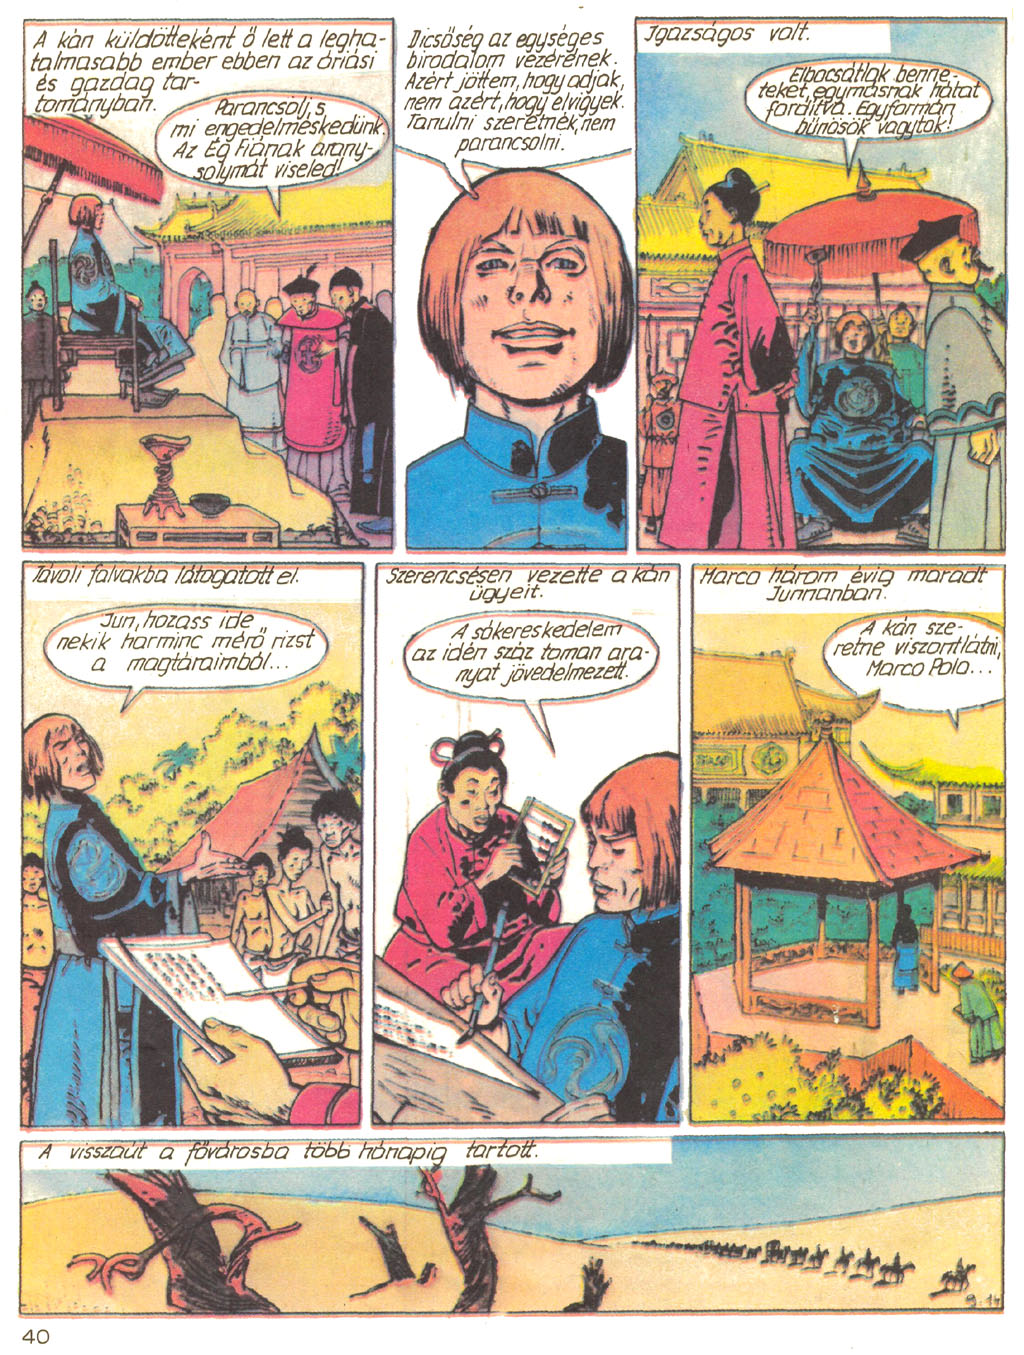 A kán küldötteként ő lett a legha-
talmasabb ember ebben az óriási
és gazdag tar-
tományban.
Parancsolj, s
mi engedelmeskedünk.
Az Ég Fiának arany-
sólymát viseled!
Dicsőség az egységes
birodalom vezérének.
Azért jöttem, hogy adjak,
nem azért, hogy elvigyek.
Tanulni szeretnék, nem
parancsolni.
Igazságos volt.
Elbocsátlak benne-
teket, egymásnak hátat
fordítva. Egyformán
bűnösök vagytok!
Távoli falvakba látogatott el.
Jun, hozass ide
nekik harminc mérő rizst
a magtáraimból...
Szerencsésen vezette a kán
ügyeit.
A sókereskedelem
az idén száz toman ara-
nyat jövedelmezett.
Marco három évig maradt
Junnanban.
A kán sze-
retne viszontlátni,
Marco Polo...
A visszaút a fővárosba több hónapig tartott.
9.14
40